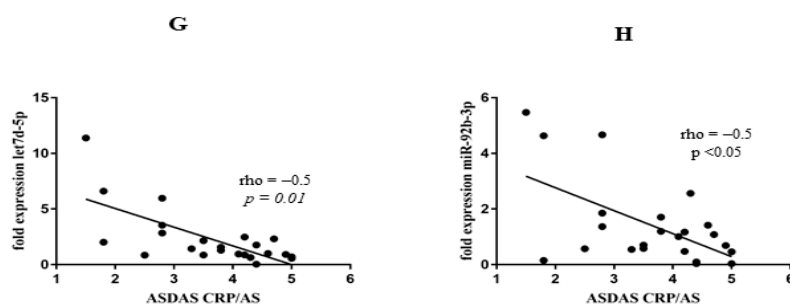 G
H
fold expression let7d-5p
15
10
5
0
rho = –0.5
p = 0.01
1 2 3 4 5 6
ASDAS CRP/AS
fold expression miR-92b-3p
6
4
2
0
rho = –0.5
p <0.05
1 2 3 4 5 6
ASDAS CRP/AS